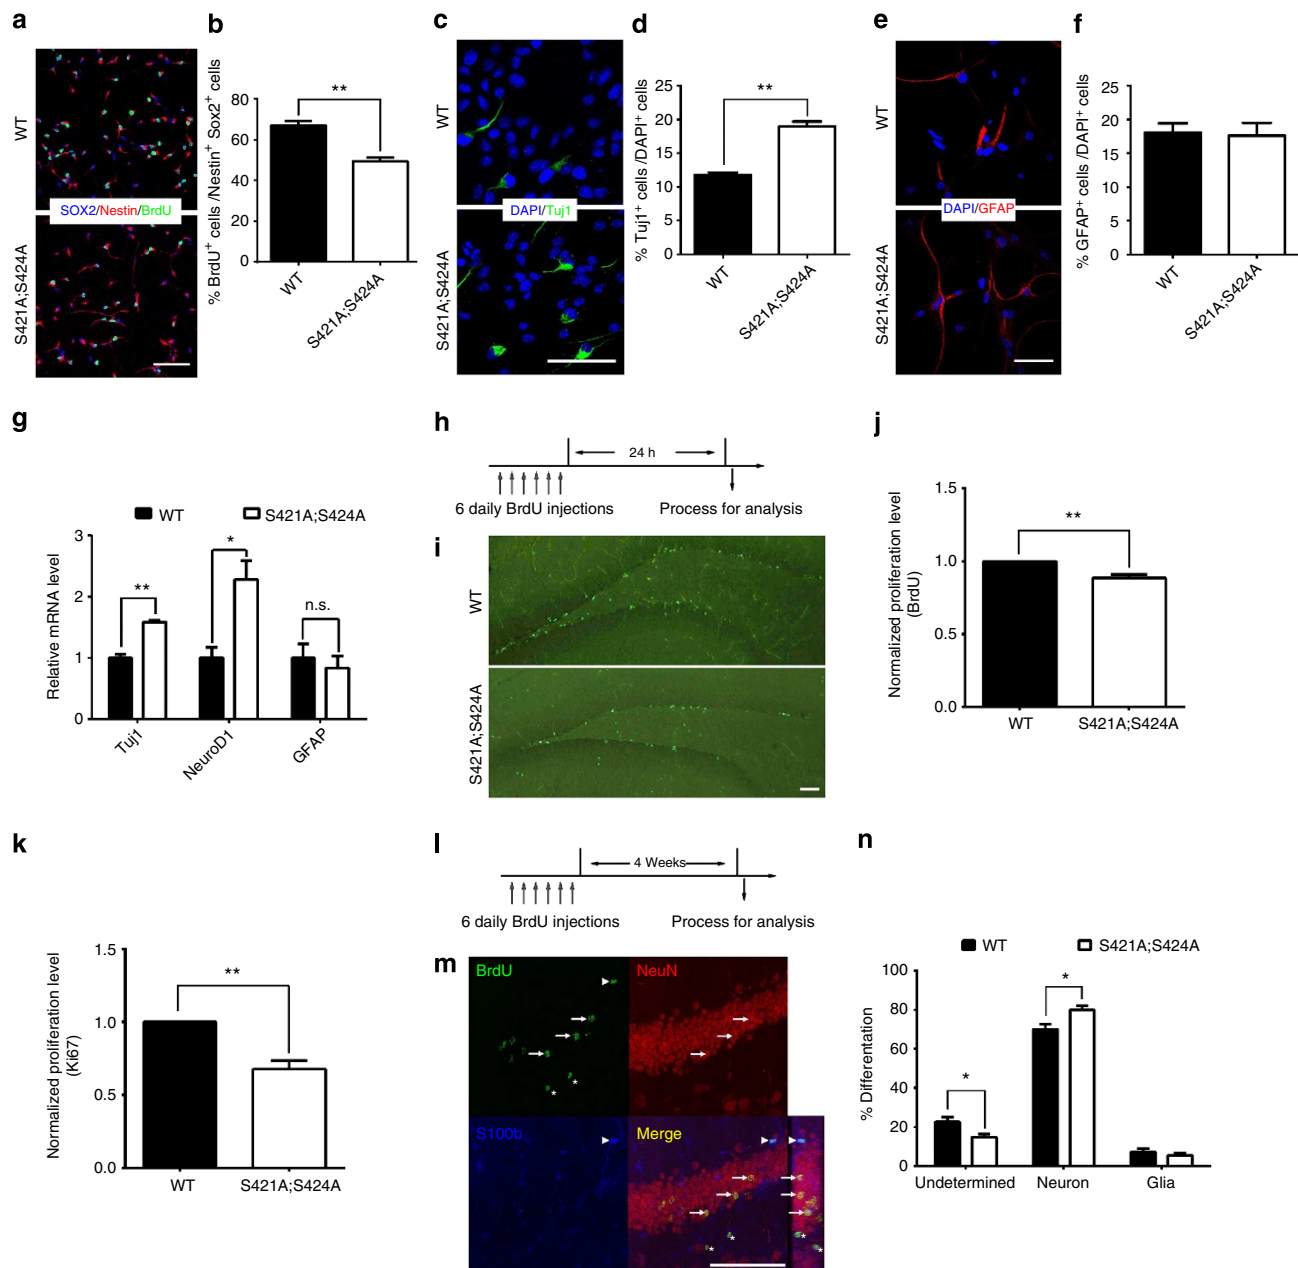 a
WT
S421A;S424A
SOX2/Nestin/BrdU
b
% BrdU+ cells /Nestin+ Sox2+ cells
80
60
40
20
0
**
WT
S421A;S424A
c
WT
S421A;S424A
DAPI/Tuj1
d
% Tuj1+ cells /DAPI+ cells
25
20
15
10
5
0
**
WT
S421A;S424A
e
WT
S421A;S424A
DAPI/GFAP
f
% GFAP+ cells /DAPI+ cells
25
20
15
10
5
0
WT
S421A;S424A
g
WT
S421A;S424A
Relative mRNA level
3
2
1
0
**
*
n.s.
Tuj1
NeuroD1
GFAP
h
24 h
6 daily BrdU injections
Process for analysis
i
WT
S421A;S424A
j
Normalized proliferation level
(BrdU)
1.5
1.0
0.5
0.0
**
WT
S421A;S424A
k
Normalized proliferation level
(Ki67)
1.5
1.0
0.5
0.0
**
WT
S421A;S424A
l
4 Weeks
6 daily BrdU injections
Process for analysis
m
BrdU
NeuN
S100b
Merge
*
*
*
*
*
*
n
WT
S421A;S424A
% Differentation
100
80
60
40
20
0
*
*
Undetermined
Neuron
Glia